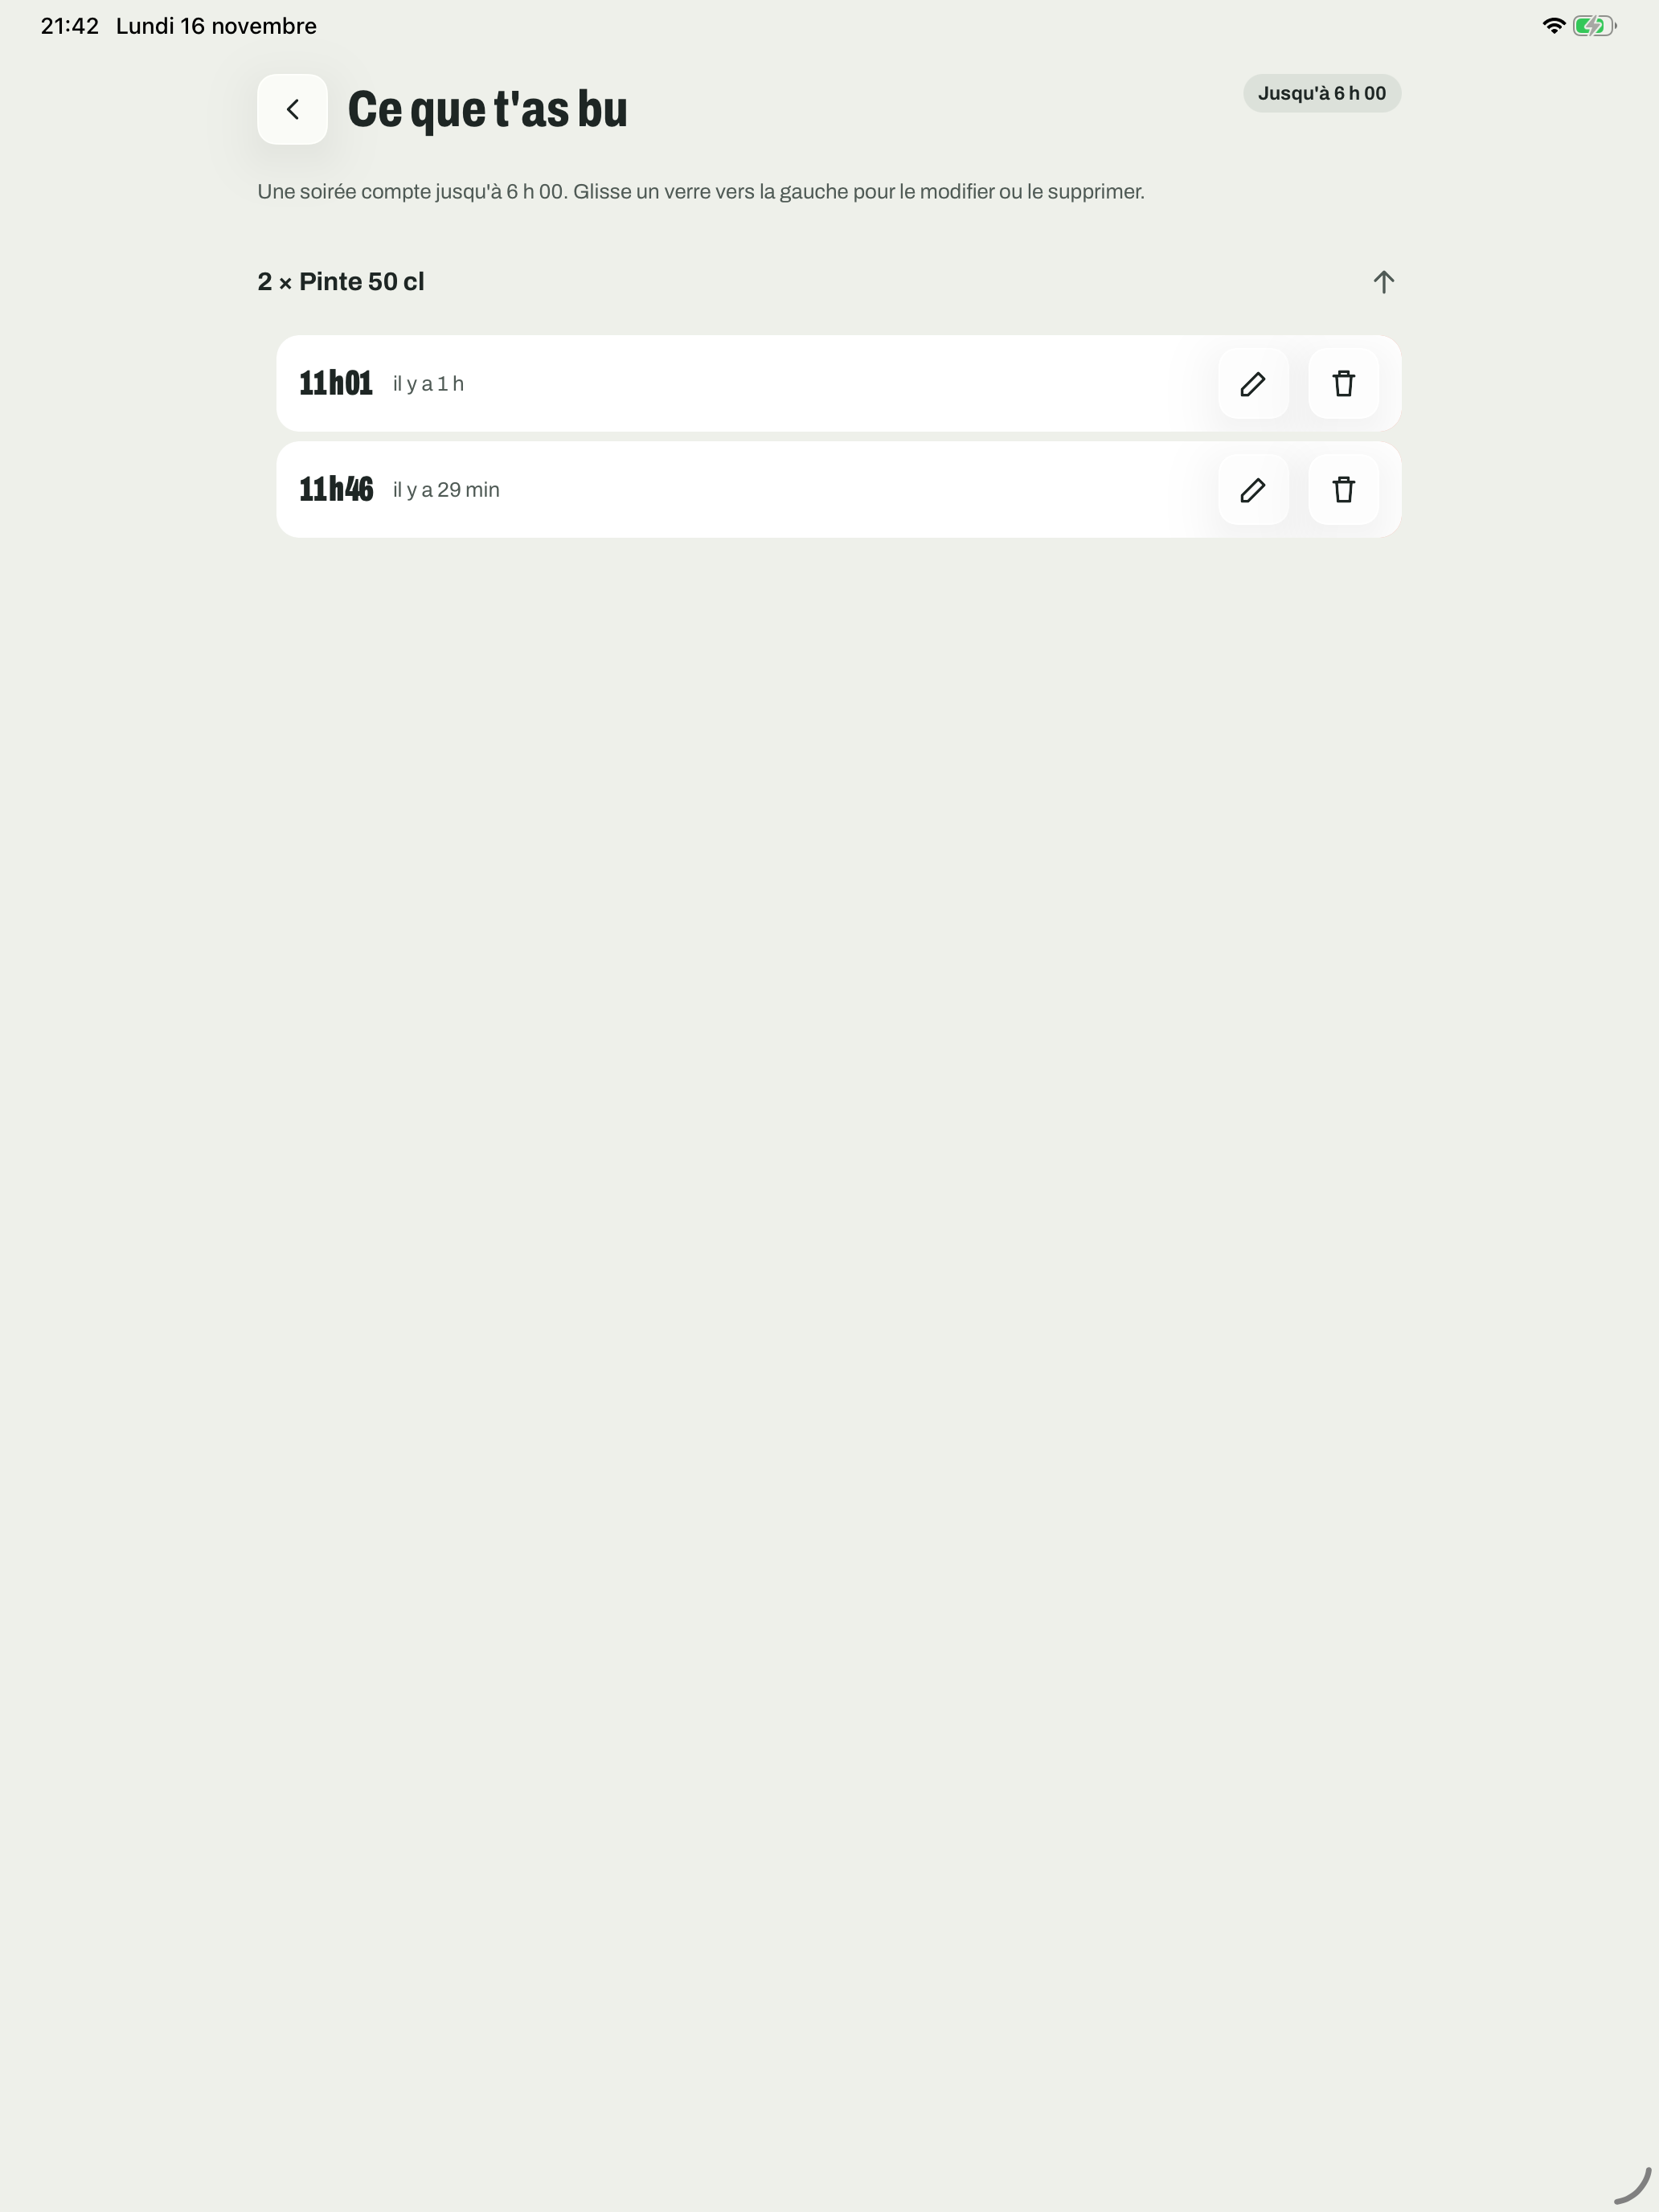 21:42 Lundi 16 novembre
Ce que t'as bu
Jusqu'à 6 h 00
Une soirée compte jusqu'à 6 h 00. Glisse un verre vers la gauche pour le modifier ou le supprimer.
2 × Pinte 50 cl
11h01 il y a 1 h
11h46 il y a 29 min